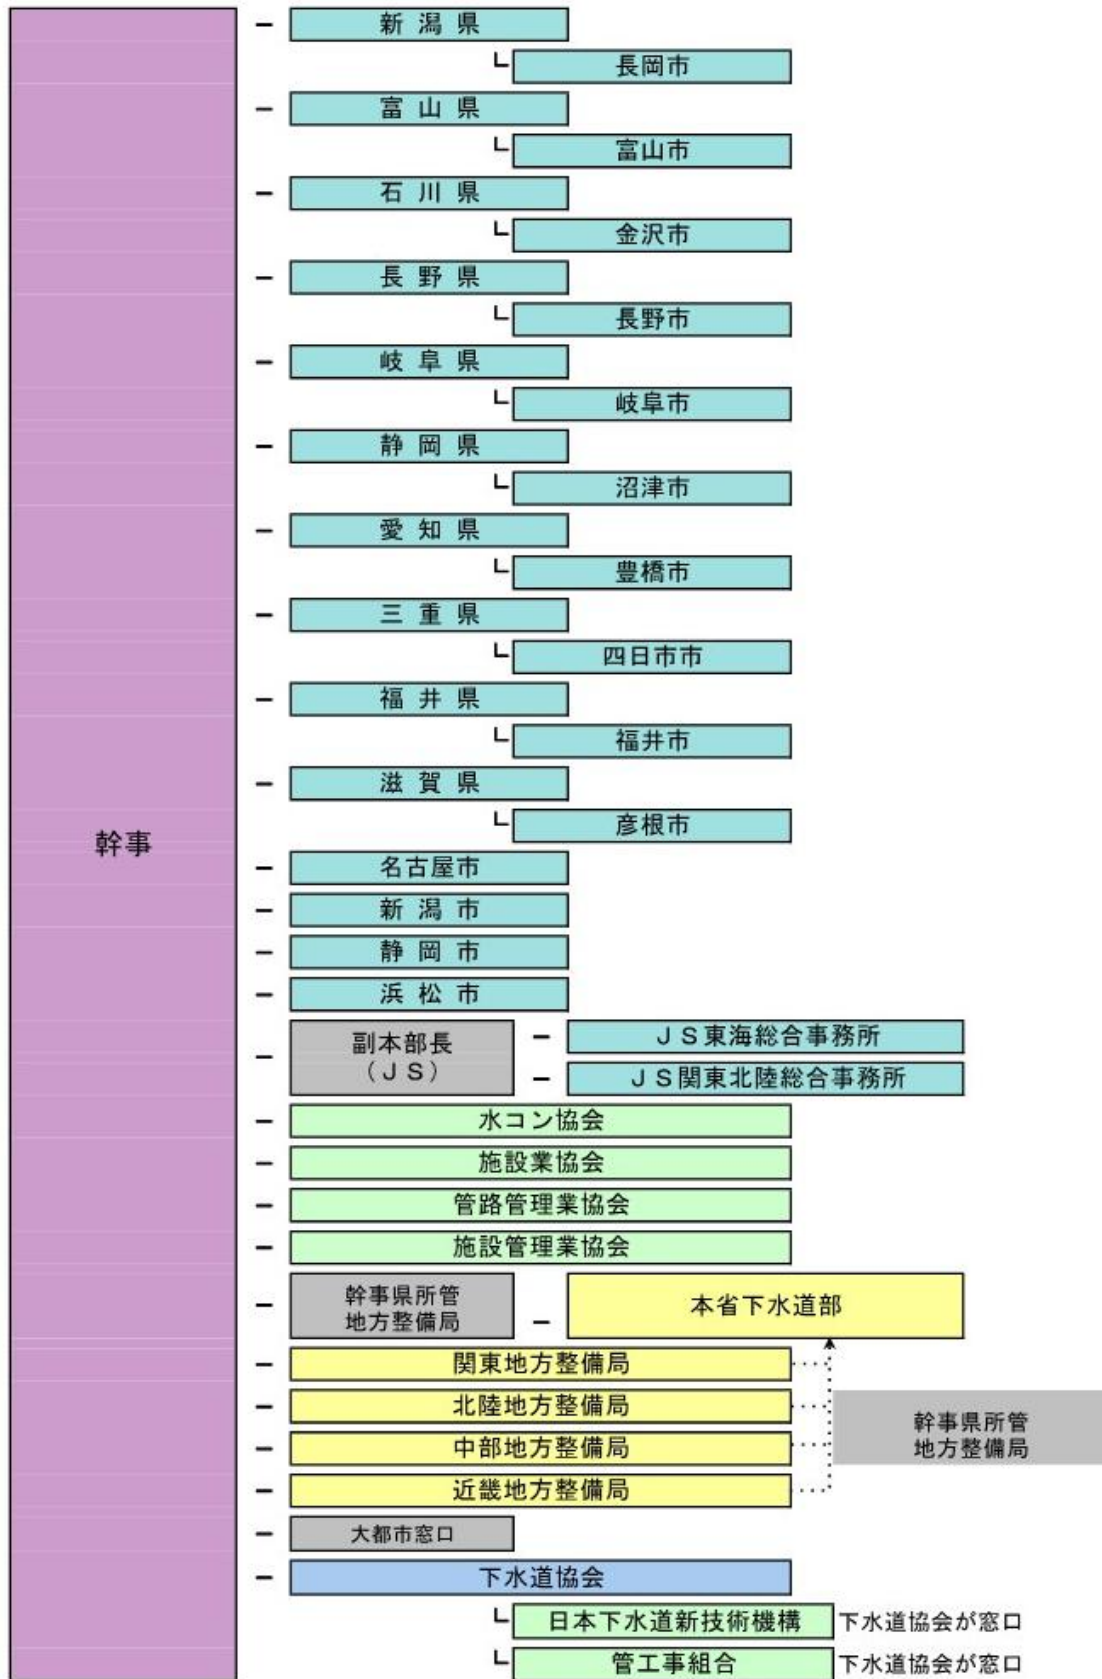 幹事
新潟県
長岡市
富山県
富山市
石川県
金沢市
長野県
長野市
岐阜県
岐阜市
静岡県
沼津市
愛知県
豊橋市
三重県
四日市市
福井県
福井市
滋賀県
彦根市
名古屋市
新潟市
静岡市
浜松市
副本部長
（ＪＳ）
ＪＳ東海総合事務所
ＪＳ関東北陸総合事務所
水コン協会
施設業協会
管路管理業協会
施設管理業協会
幹事県所管
地方整備局
本省下水道部
関東地方整備局
北陸地方整備局
中部地方整備局
近畿地方整備局
幹事県所管
地方整備局
大都市窓口
下水道協会
日本下水道新技術機構 下水道協会が窓口
管工事組合 下水道協会が窓口